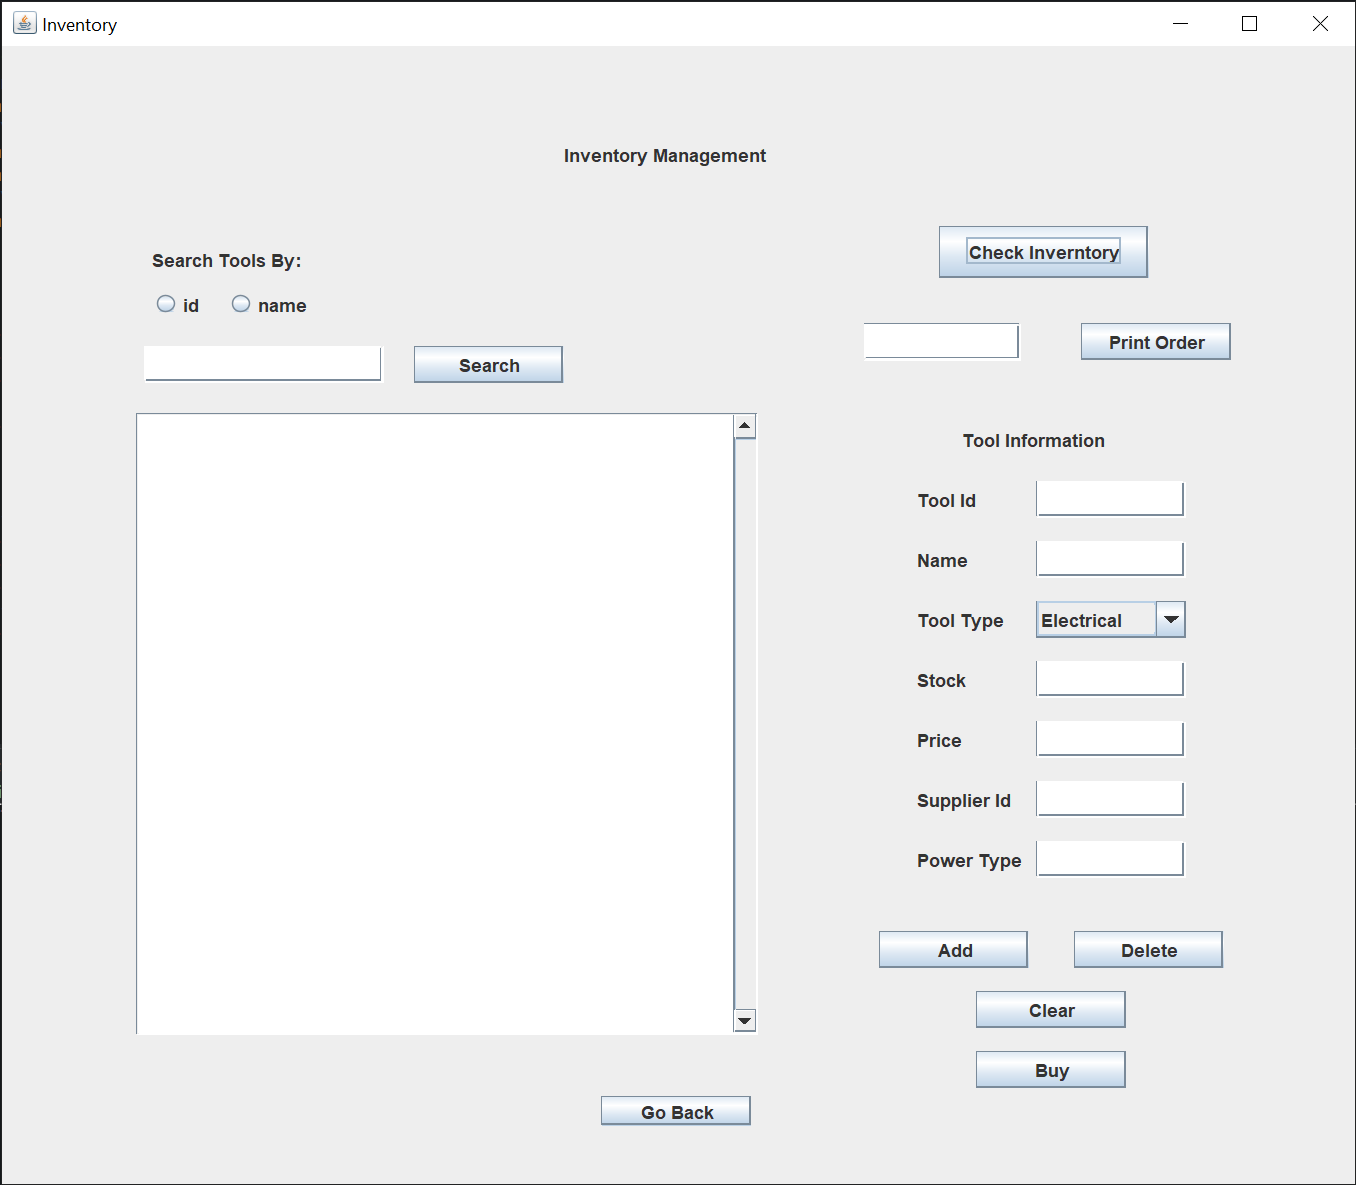 Inventory
Inventory Management
Search Tools By:
id name
Search
Check Inverntory
Print Order
Tool Information
Tool Id
Name
Tool Type Electrical
Stock
Price
Supplier Id
Power Type
Add Delete
Clear
Buy
Go Back